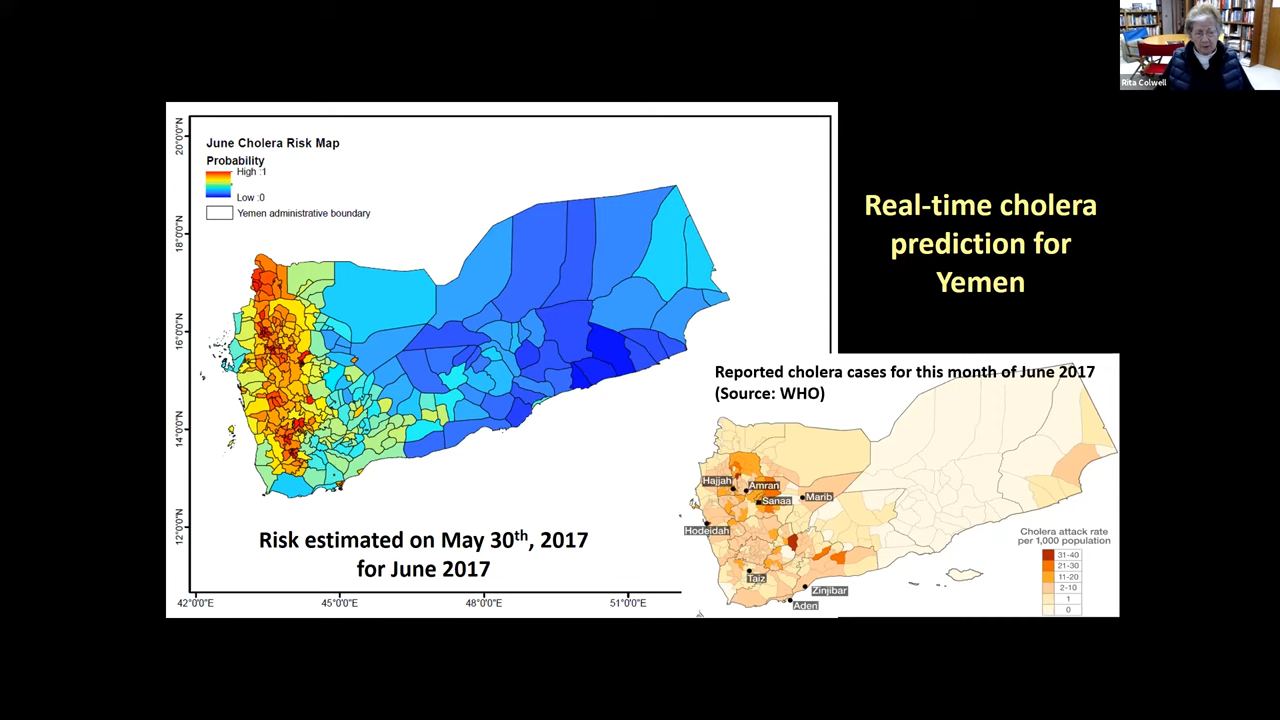 Rita Colwell
June Cholera Risk Map
Probability
High :1
Low :0
Yemen administrative boundary
20°0'0"N
18°0'0"N
16°0'0"N
14°0'0"N
12°0'0"N
42°0'0"E
45°0'0"E
48°0'0"E
51°0'0"E
Risk estimated on May 30th, 2017
for June 2017
Real-time cholera
prediction for
Yemen
Reported cholera cases for this month of June 2017
(Source: WHO)
Hajjah
Amran
Sanaa
Marib
Hodeidah
Taiz
Zinjibar
Aden
Cholera attack rate
per 1,000 population
31-40
21-30
11-20
2-10
1
0